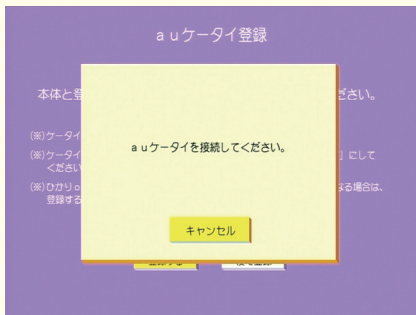 ａｕケータイ登録
本体と登
ださい。
(※)ケータイ
ａｕケータイを接続してください。
(※)ケータイ
］にして
ください
(※)ひかりｏ
なる場合は、
登録する
キャンセル